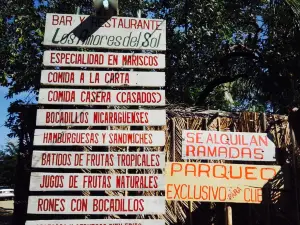 BAR Y RESTAURANTE
Los Amores del Sol
ESPECIALIDAD EN MARISCOS
COMIDA A LA CARTA
COMIDA CASERA (CASADOS)
BOCADILLOS NICARAGUENSES
HAMBURGUESAS Y SANDWICHES
BATIDOS DE FRUTAS TROPICALES
JUGOS DE FRUTAS NATURALES
RONES CON BOCADILLOS
SE ALQUILAN
RAMADAS
PARQUEO
EXCLUSIVO PARA CLIE